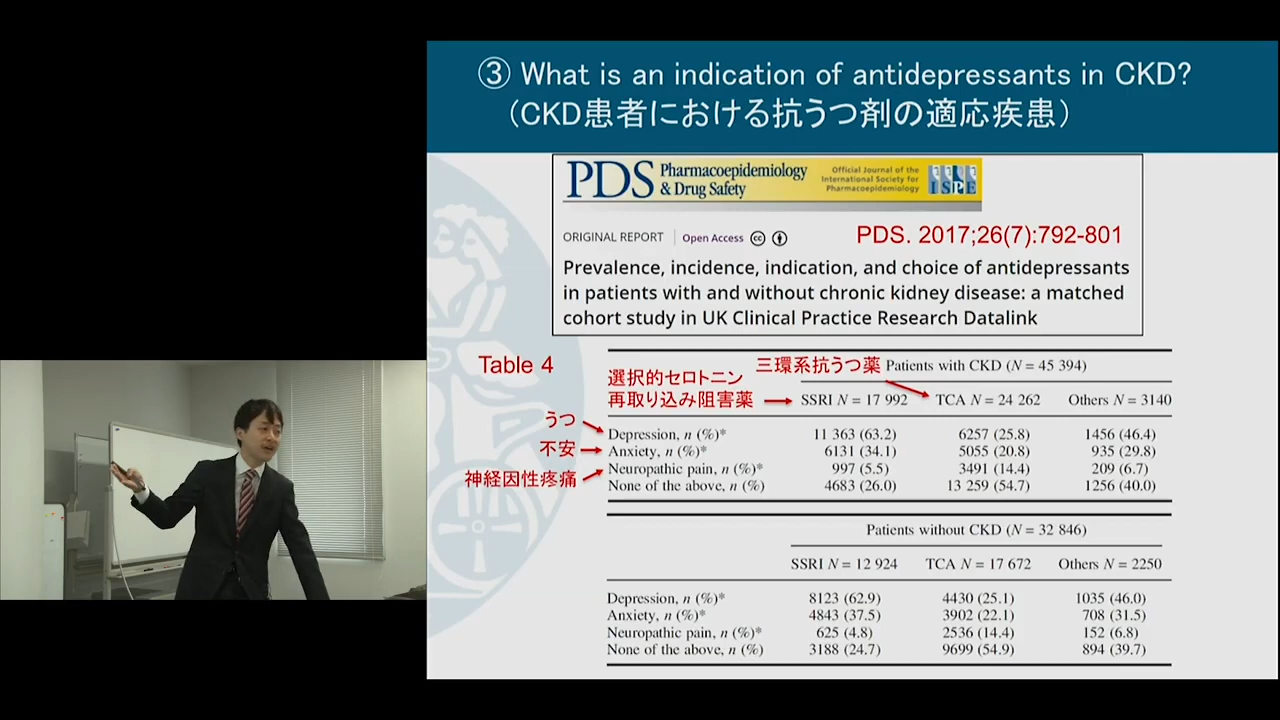 ③ What is an indication of antidepressants in CKD?
（CKD患者における抗うつ剤の適応疾患）
PDS Pharmacoepidemiology & Drug Safety
Official Journal of the International Society for Pharmacoepidemiology
ISPE
ORIGINAL REPORT Open Access
PDS. 2017;26(7):792-801
Prevalence, incidence, indication, and choice of antidepressants
in patients with and without chronic kidney disease: a matched
cohort study in UK Clinical Practice Research Datalink
Table 4
三環系抗うつ薬
Patients with CKD (N = 45 394)
選択的セロトニン
再取り込み阻害薬
SSRI N = 17 992 TCA N = 24 262 Others N = 3140
うつ
Depression, n (%)* 11 363 (63.2) 6257 (25.8) 1456 (46.4)
不安
Anxiety, n (%)* 6131 (34.1) 5055 (20.8) 935 (29.8)
神経因性疼痛
Neuropathic pain, n (%)* 997 (5.5) 3491 (14.4) 209 (6.7)
None of the above, n (%) 4683 (26.0) 13 259 (54.7) 1256 (40.0)
Patients without CKD (N = 32 846)
SSRI N = 12 924 TCA N = 17 672 Others N = 2250
Depression, n (%)* 8123 (62.9) 4430 (25.1) 1035 (46.0)
Anxiety, n (%)* 4843 (37.5) 3902 (22.1) 708 (31.5)
Neuropathic pain, n (%)* 625 (4.8) 2536 (14.4) 152 (6.8)
None of the above, n (%) 3188 (24.7) 9699 (54.9) 894 (39.7)